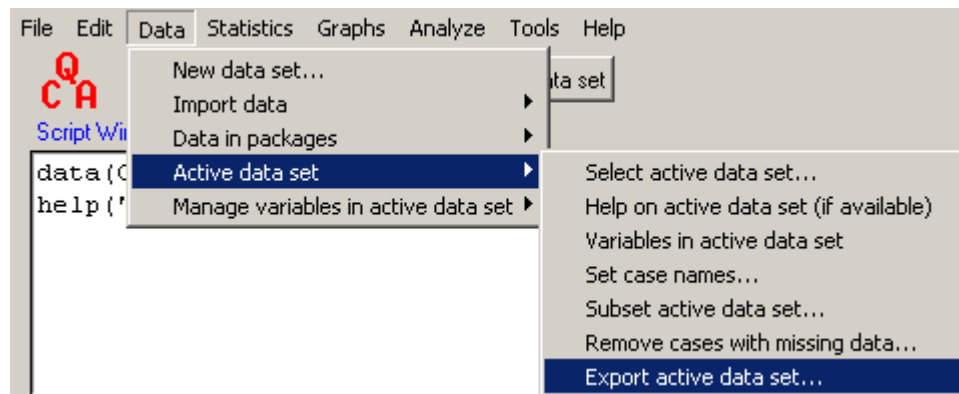 File Edit Data Statistics Graphs Analyze Tools Help
Q
C A
New data set...
Import data
Data in packages
Active data set
Manage variables in active data set
set
Script
data(
help('
Select active data set...
Help on active data set (if available)
Variables in active data set
Set case names...
Subset active data set...
Remove cases with missing data...
Export active data set...